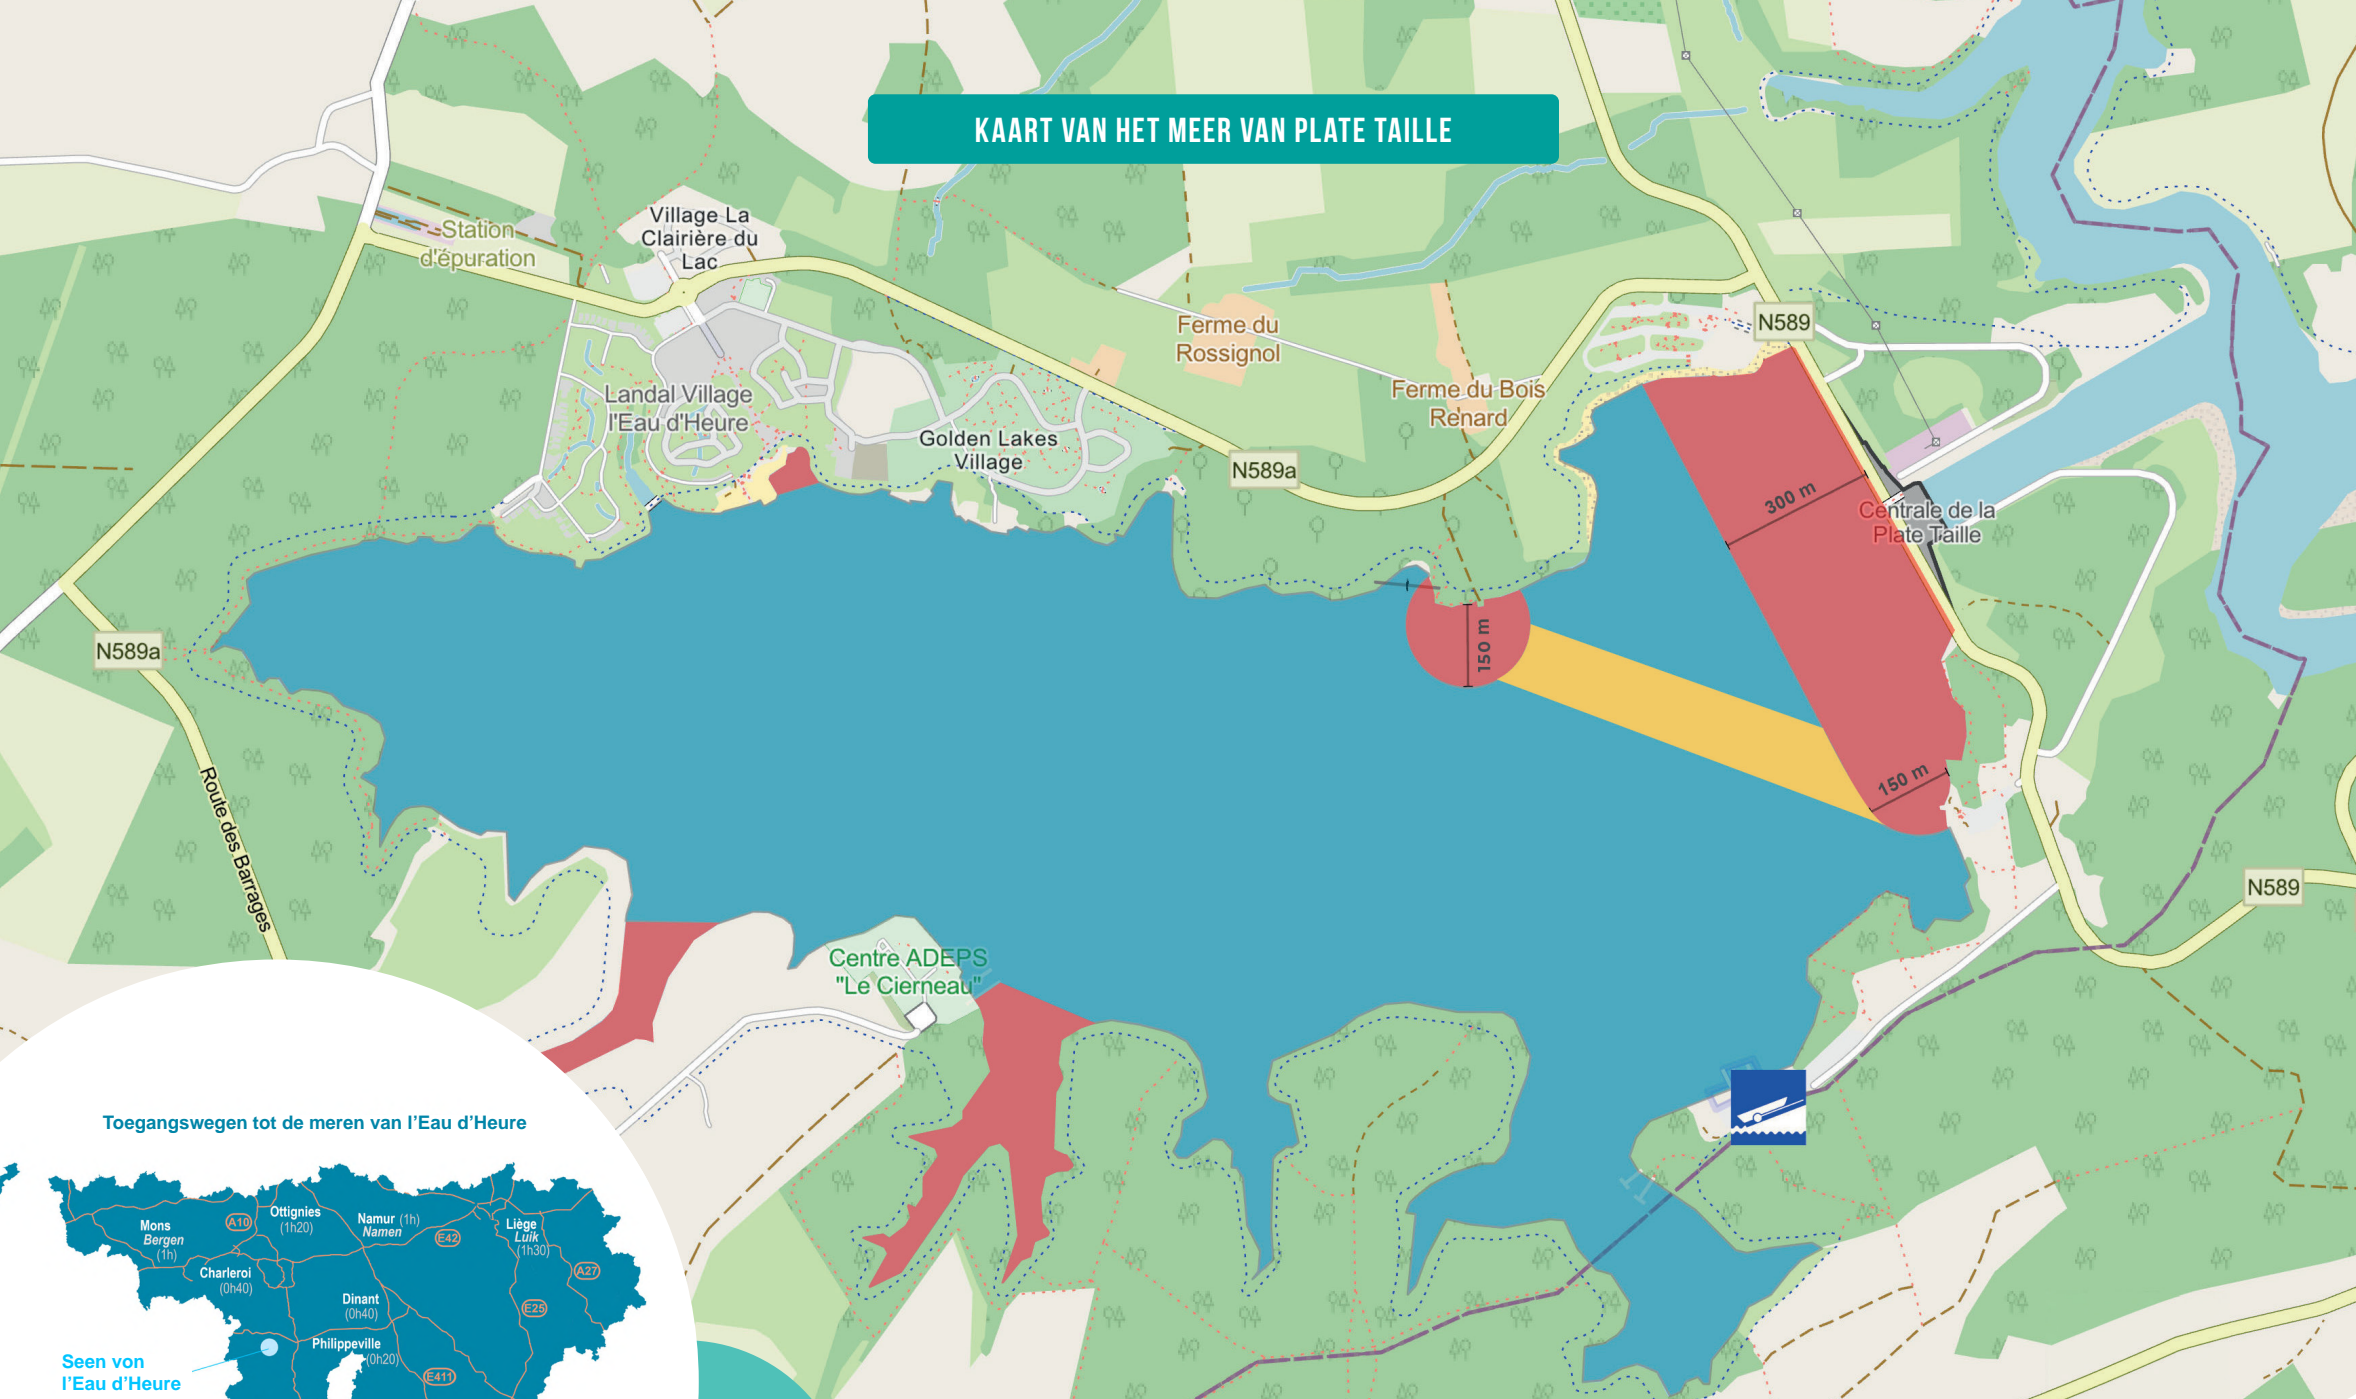 KAART VAN HET MEER VAN PLATE TAILLE
Station
d'épuration
Village La
Clairière du
Lac
Landal Village
l'Eau d'Heure
Golden Lakes
Village
Ferme du
Rossignol
Ferme du Bois
Renard
N589
N589a
300 m
Centrale de la
Plate Taille
150 m
N589a
150 m
Route des Barrages
N589
Centre ADEPS
"Le Cierneau"
Toegangswegen tot de meren van l'Eau d'Heure
Mons
Bergen
(1h)
A10
Ottignies
(1h20)
Namur (1h)
Namen
E42
Liège
Luik
(1h30)
A27
Charleroi
(0h40)
Dinant
(0h40)
E25
Philippeville
(0h20)
E411
Seen von
l'Eau d'Heure